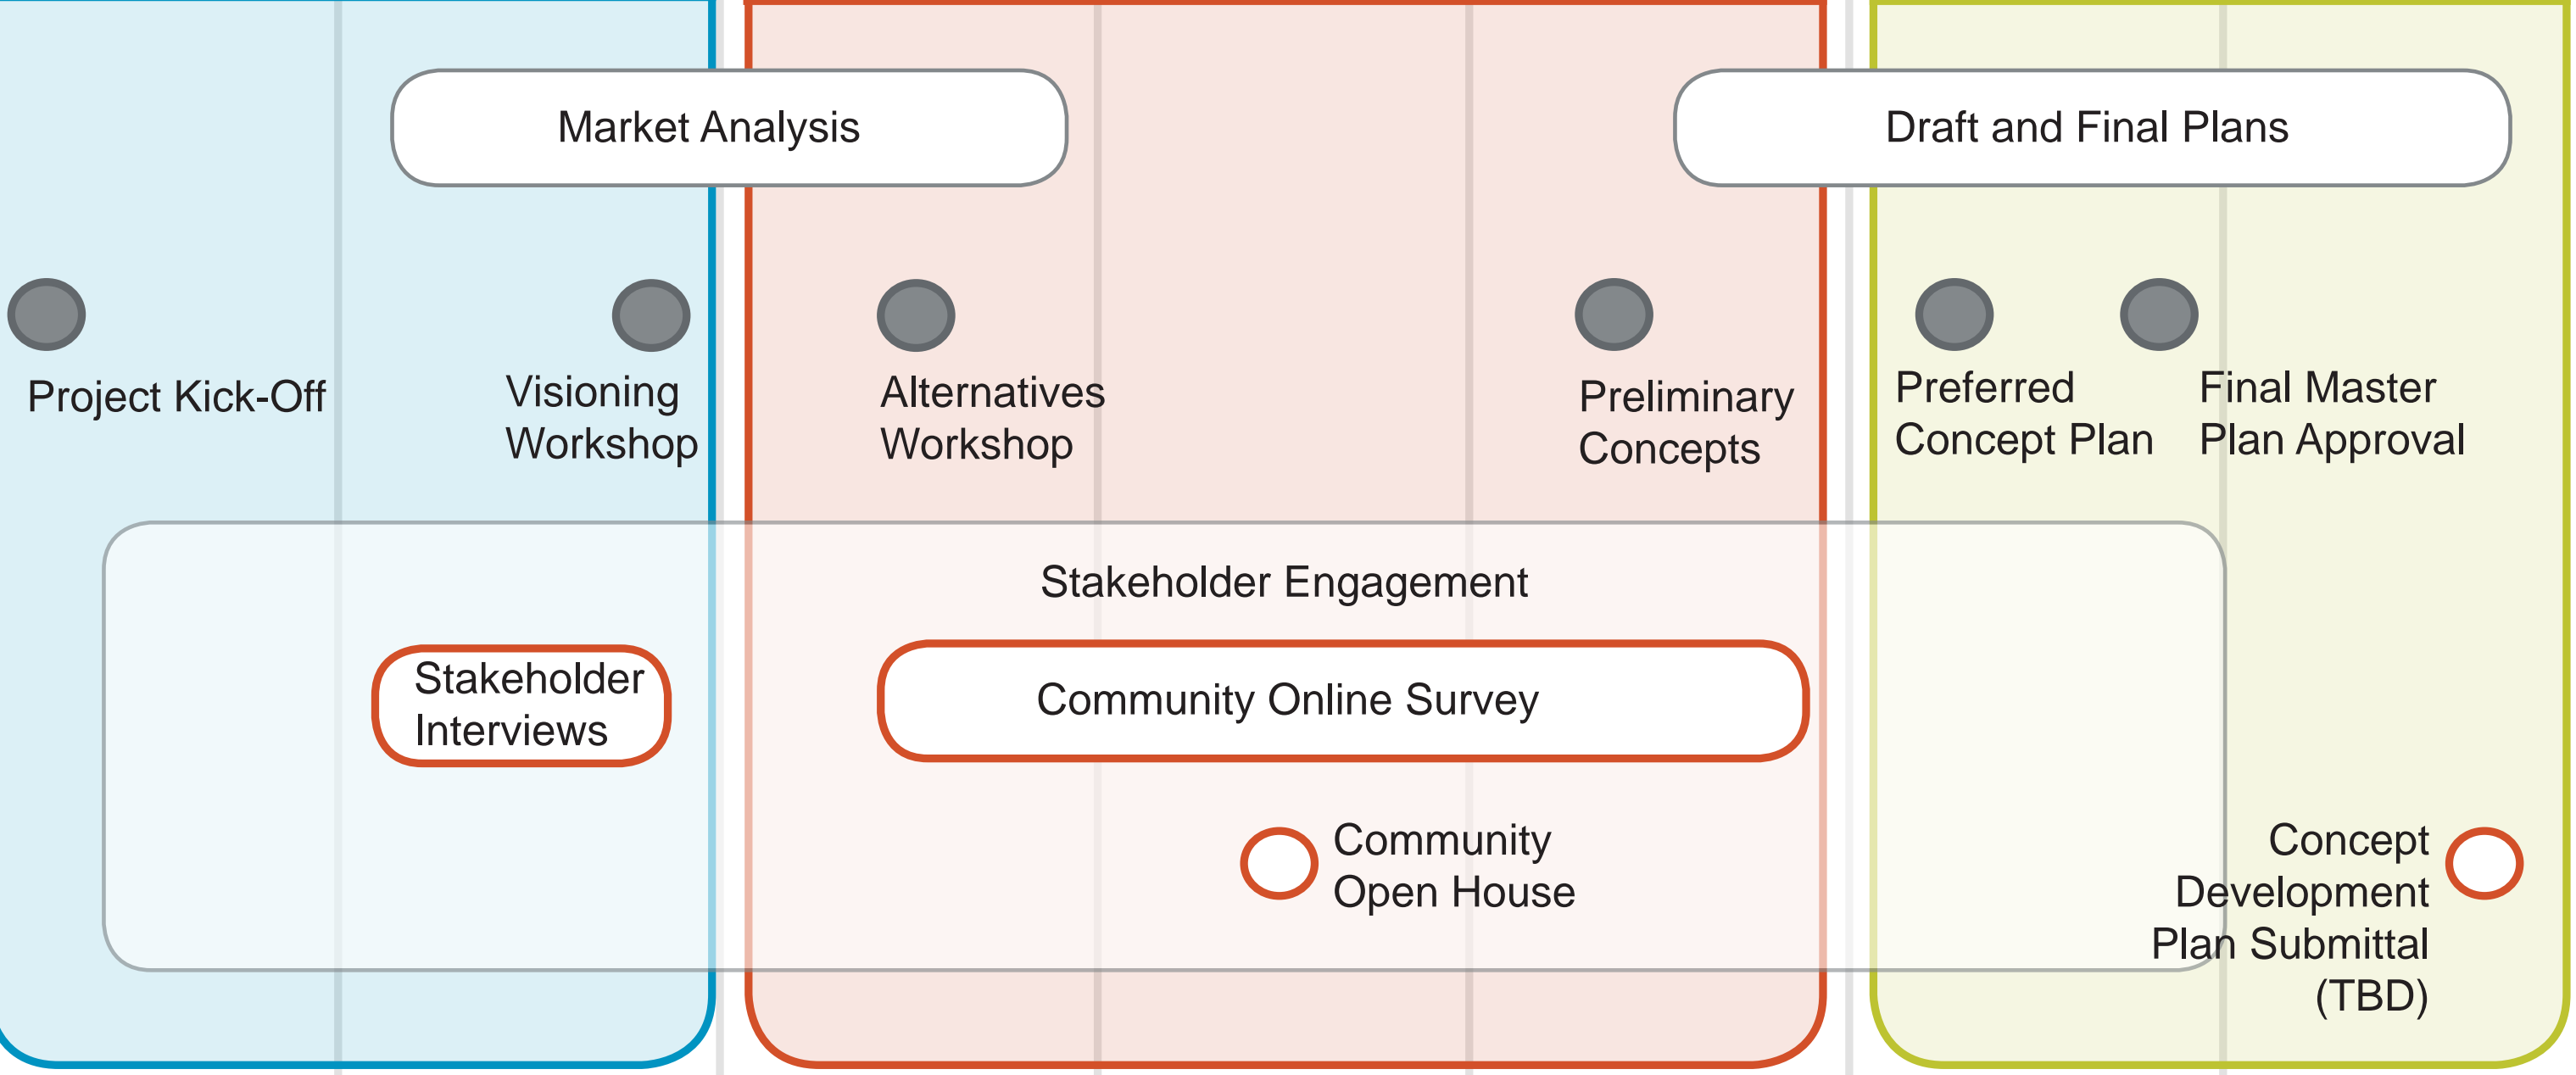 Market Analysis
Draft and Final Plans
Project Kick-Off
Visioning
Workshop
Alternatives
Workshop
Preliminary
Concepts
Preferred
Concept Plan
Final Master
Plan Approval
Stakeholder Engagement
Stakeholder
Interviews
Community Online Survey
Community
Open House
Concept
Development
Plan Submittal
(TBD)